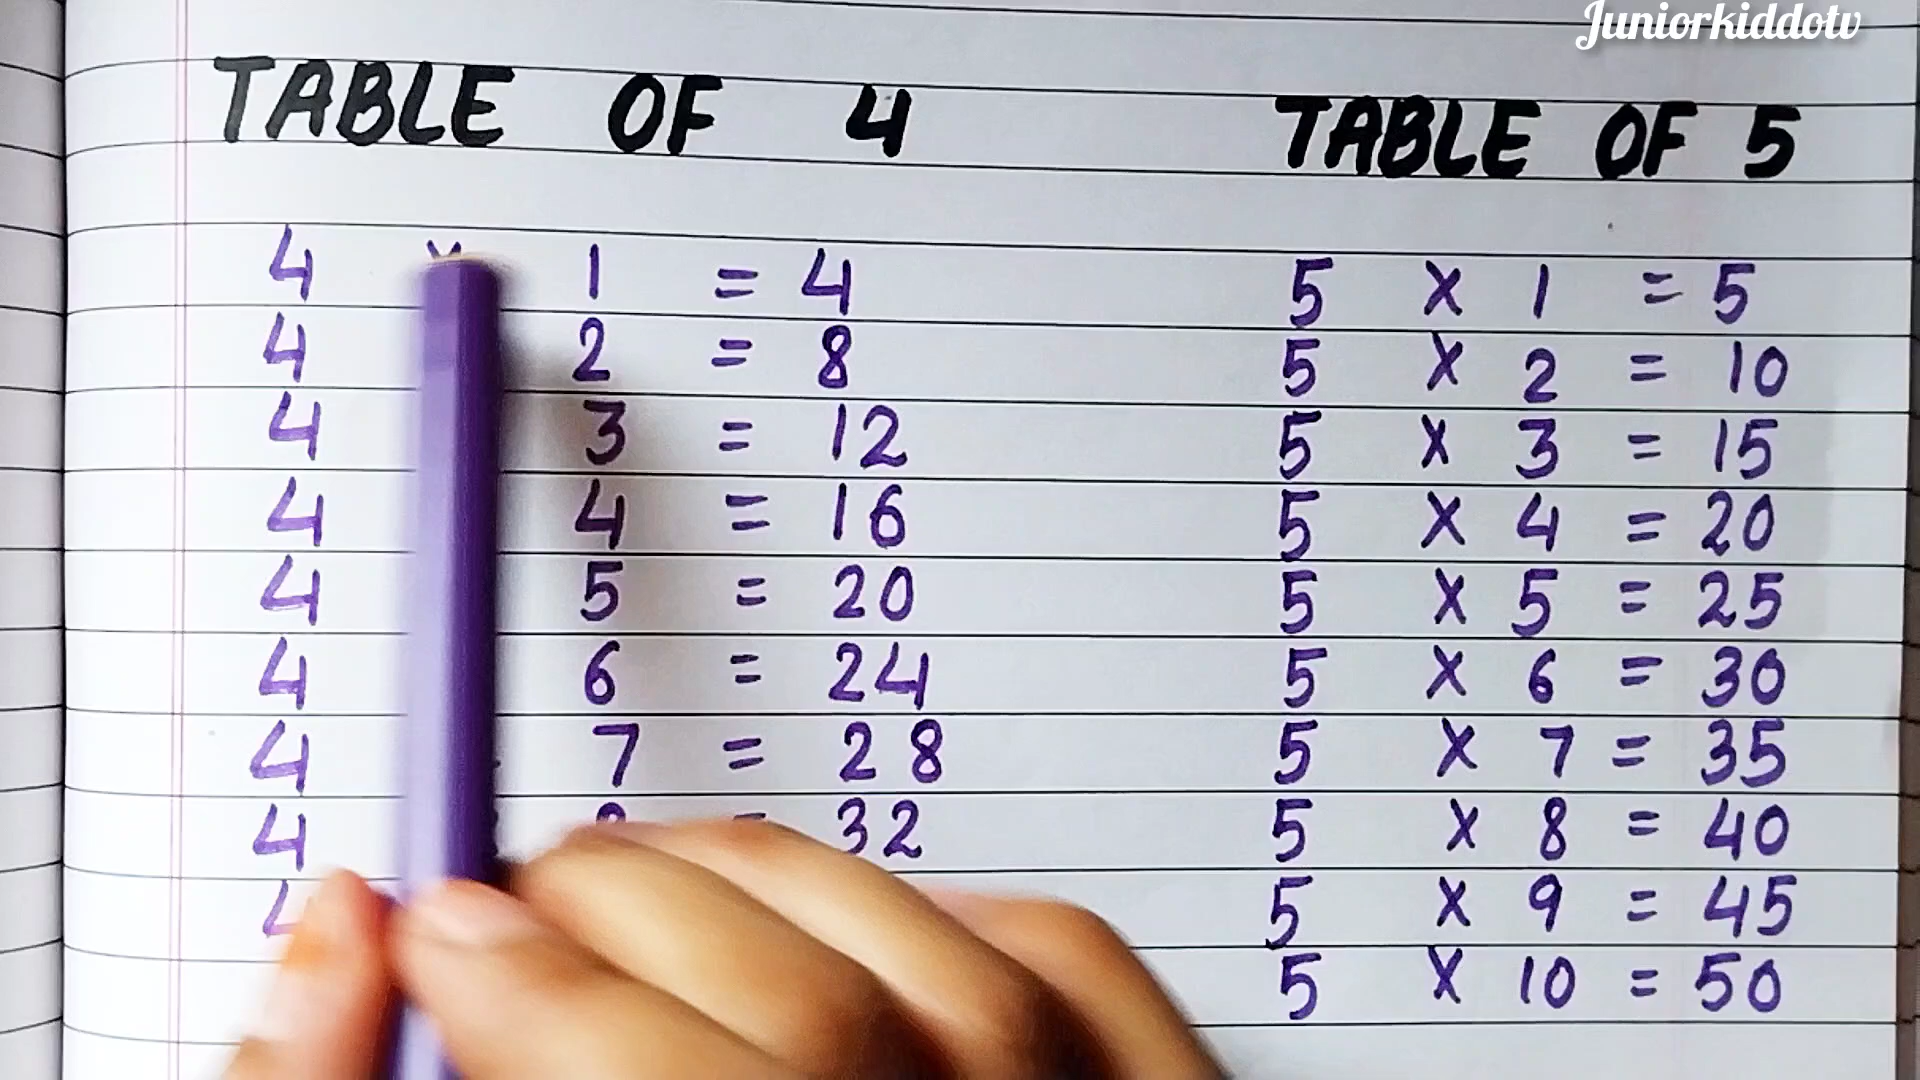 Juniorkiddotv
TABLE OF 4
4 1 = 4
4 2 = 8
4 3 = 12
4 4 = 16
4 5 = 20
4 6 = 24
4 7 = 28
4 = 32
4
TABLE OF 5
5 X 1 = 5
5 X 2 = 10
5 X 3 = 15
5 X 4 = 20
5 X 5 = 25
5 X 6 = 30
5 X 7 = 35
5 X 8 = 40
5 X 9 = 45
5 X 10 = 50